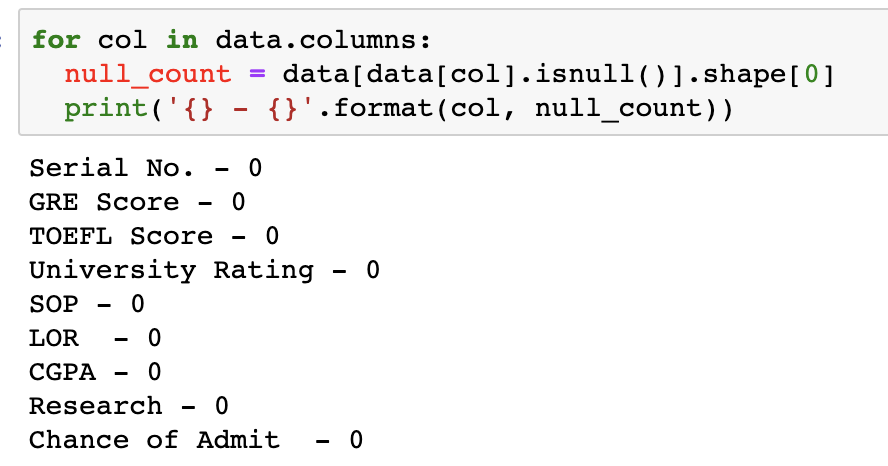 for col in data.columns:
  null_count = data[data[col].isnull()].shape[0]
  print('{} - {}'.format(col, null_count))
Serial No. - 0
GRE Score - 0
TOEFL Score - 0
University Rating - 0
SOP - 0
LOR  - 0
CGPA - 0
Research - 0
Chance of Admit  - 0